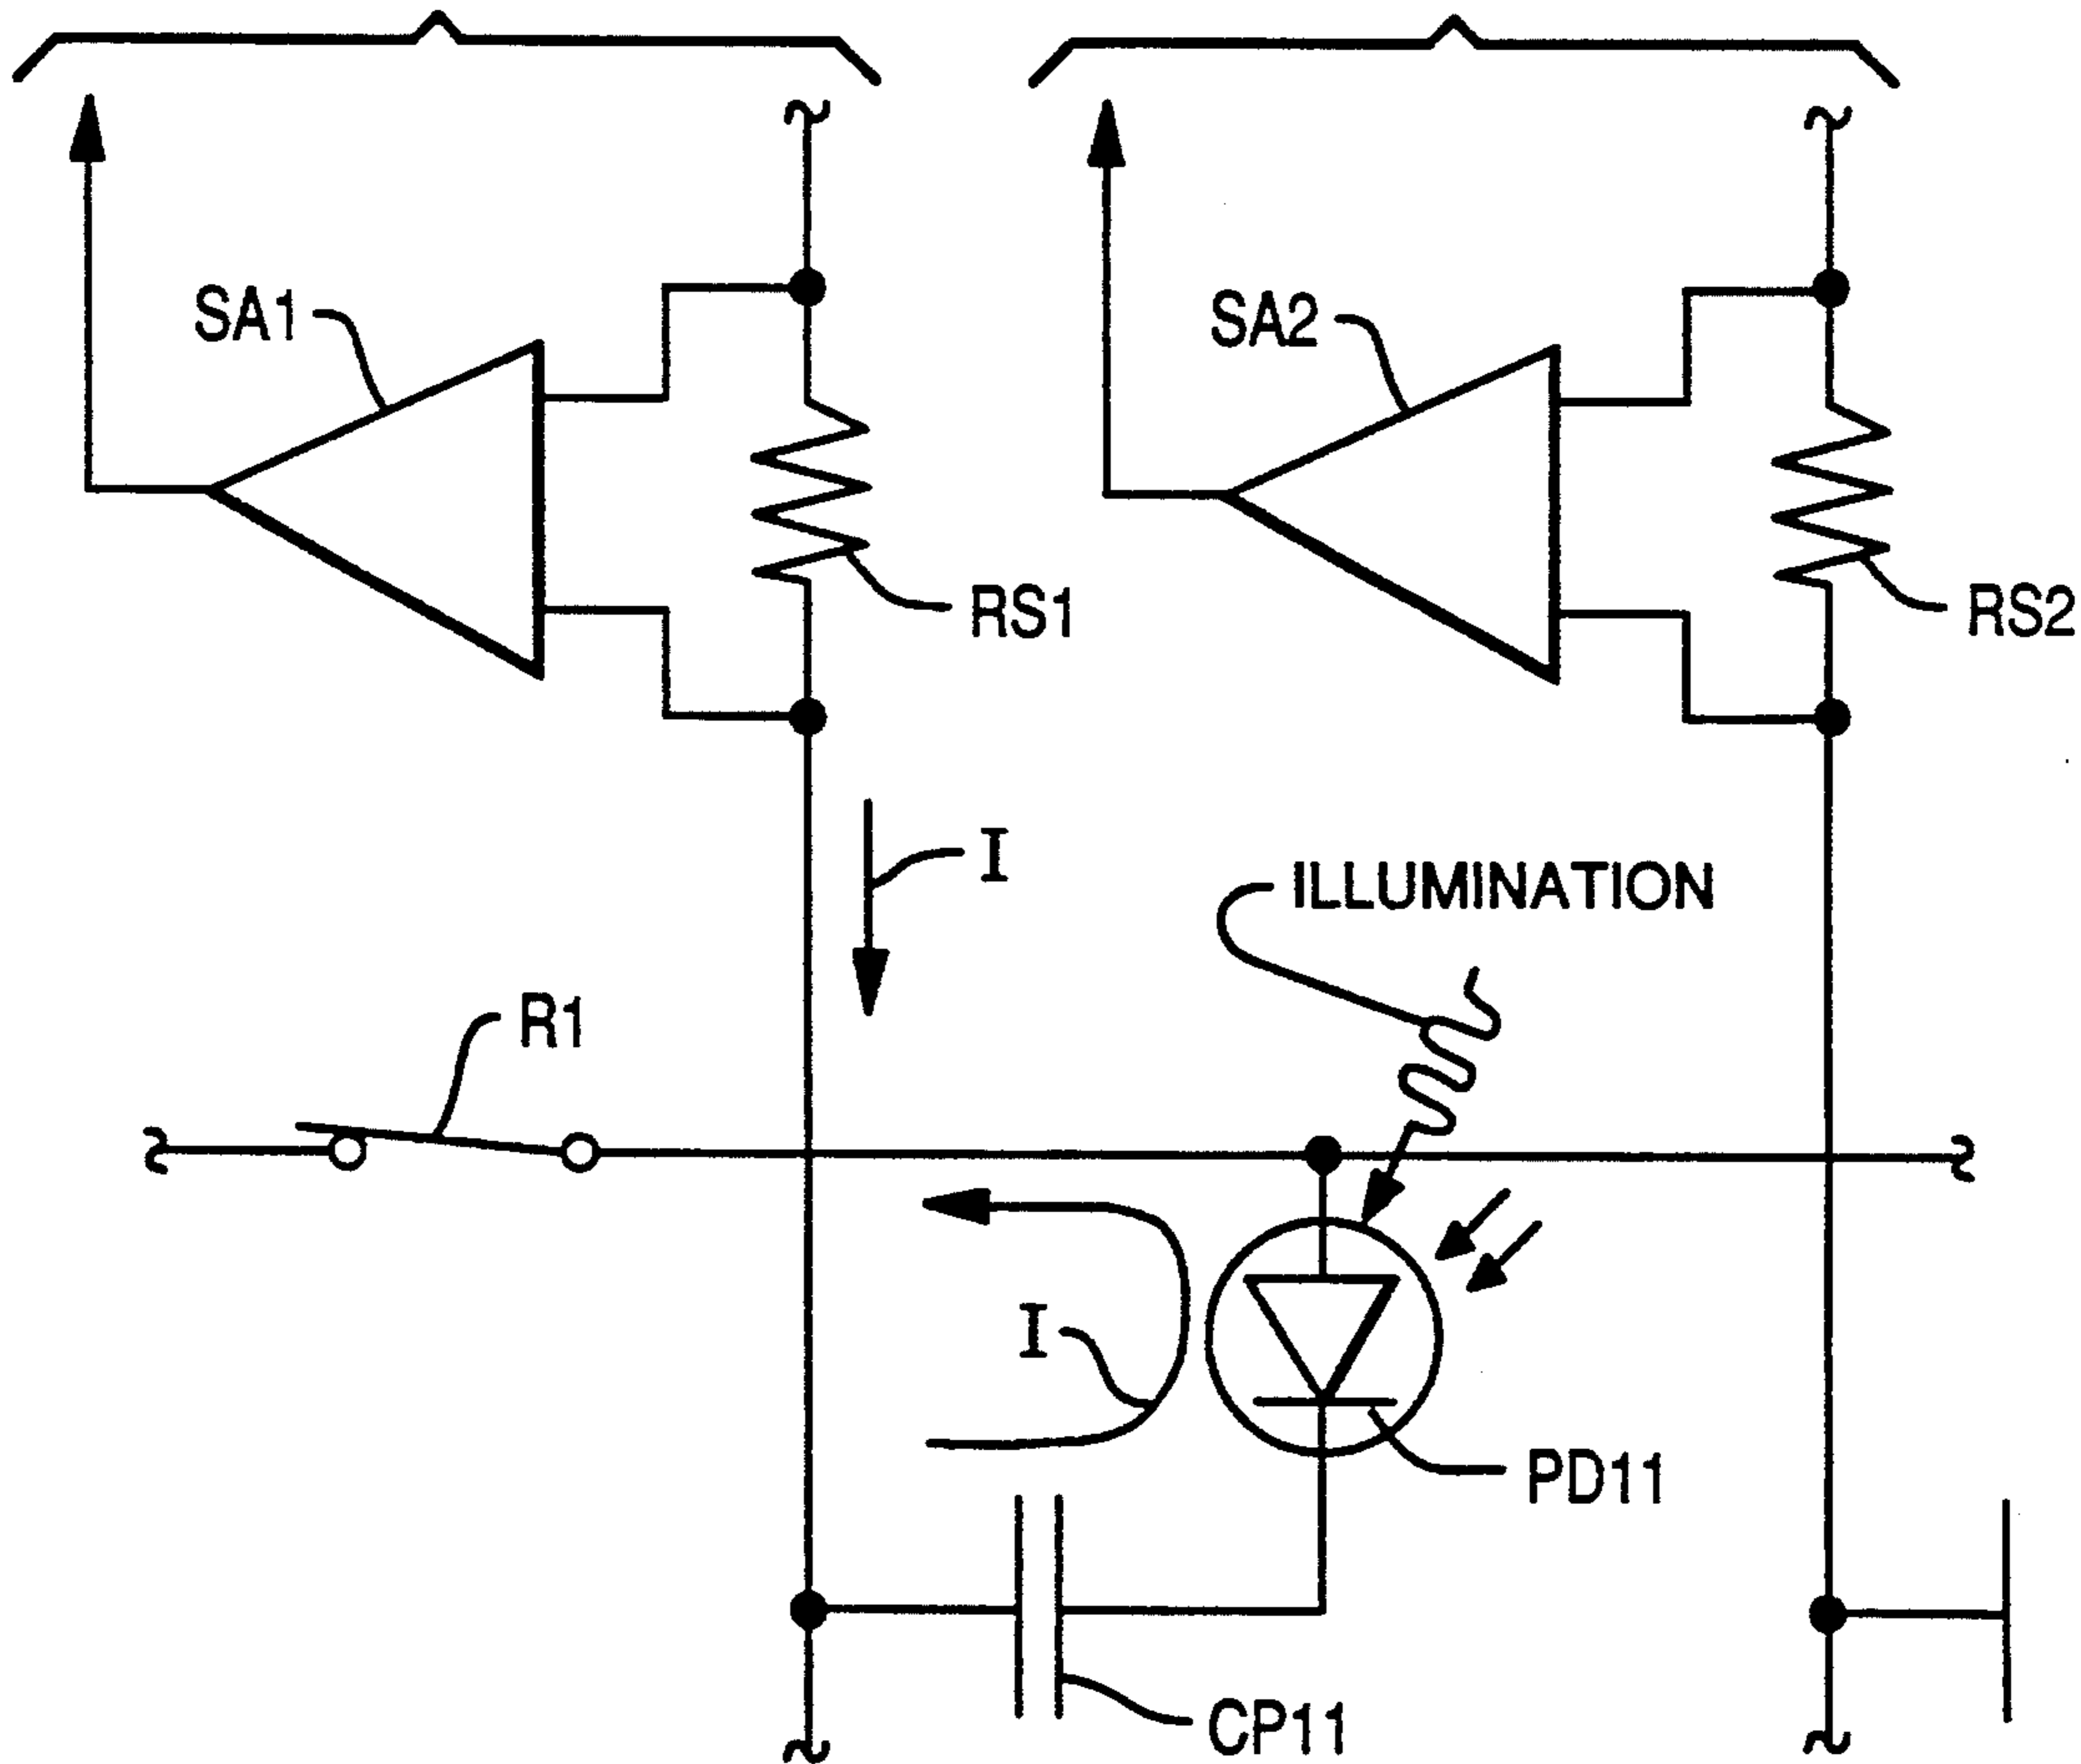 SA1
SA2
RS1
RS2
I
ILLUMINATION
R1
I
PD11
CP11